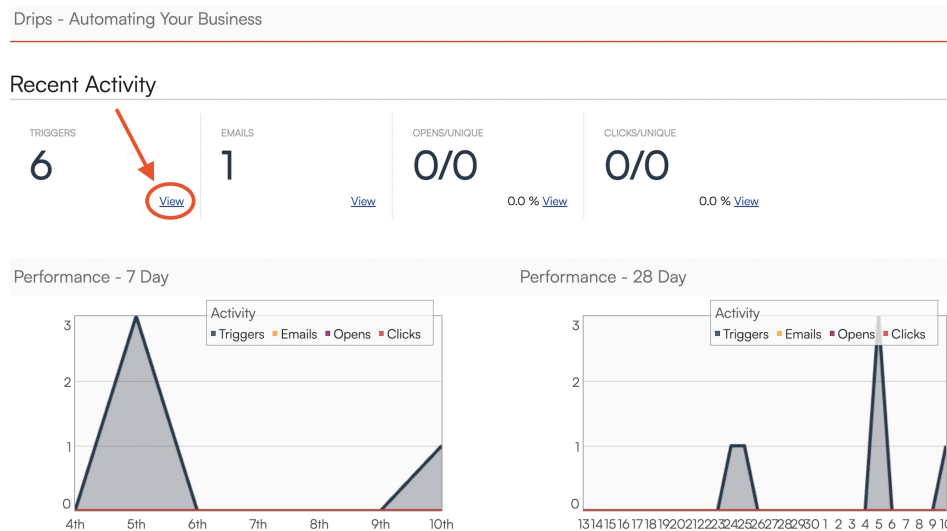 Drips - Automating Your Business
Recent Activity
TRIGGERS
6
View
EMAILS
1
View
OPENS/UNIQUE
0/0
0.0 % View
CLICKS/UNIQUE
0/0
0.0 % View
Performance - 7 Day
Activity
Triggers Emails Opens Clicks
3
2
1
0
4th 5th 6th 7th 8th 9th 10th
Performance - 28 Day
Activity
Triggers Emails Opens Clicks
3
2
1
0
13 14 15 16 17 18 19 20 21 22 23 24 25 26 27 28 29 30 1 2 3 4 5 6 7 8 9 10